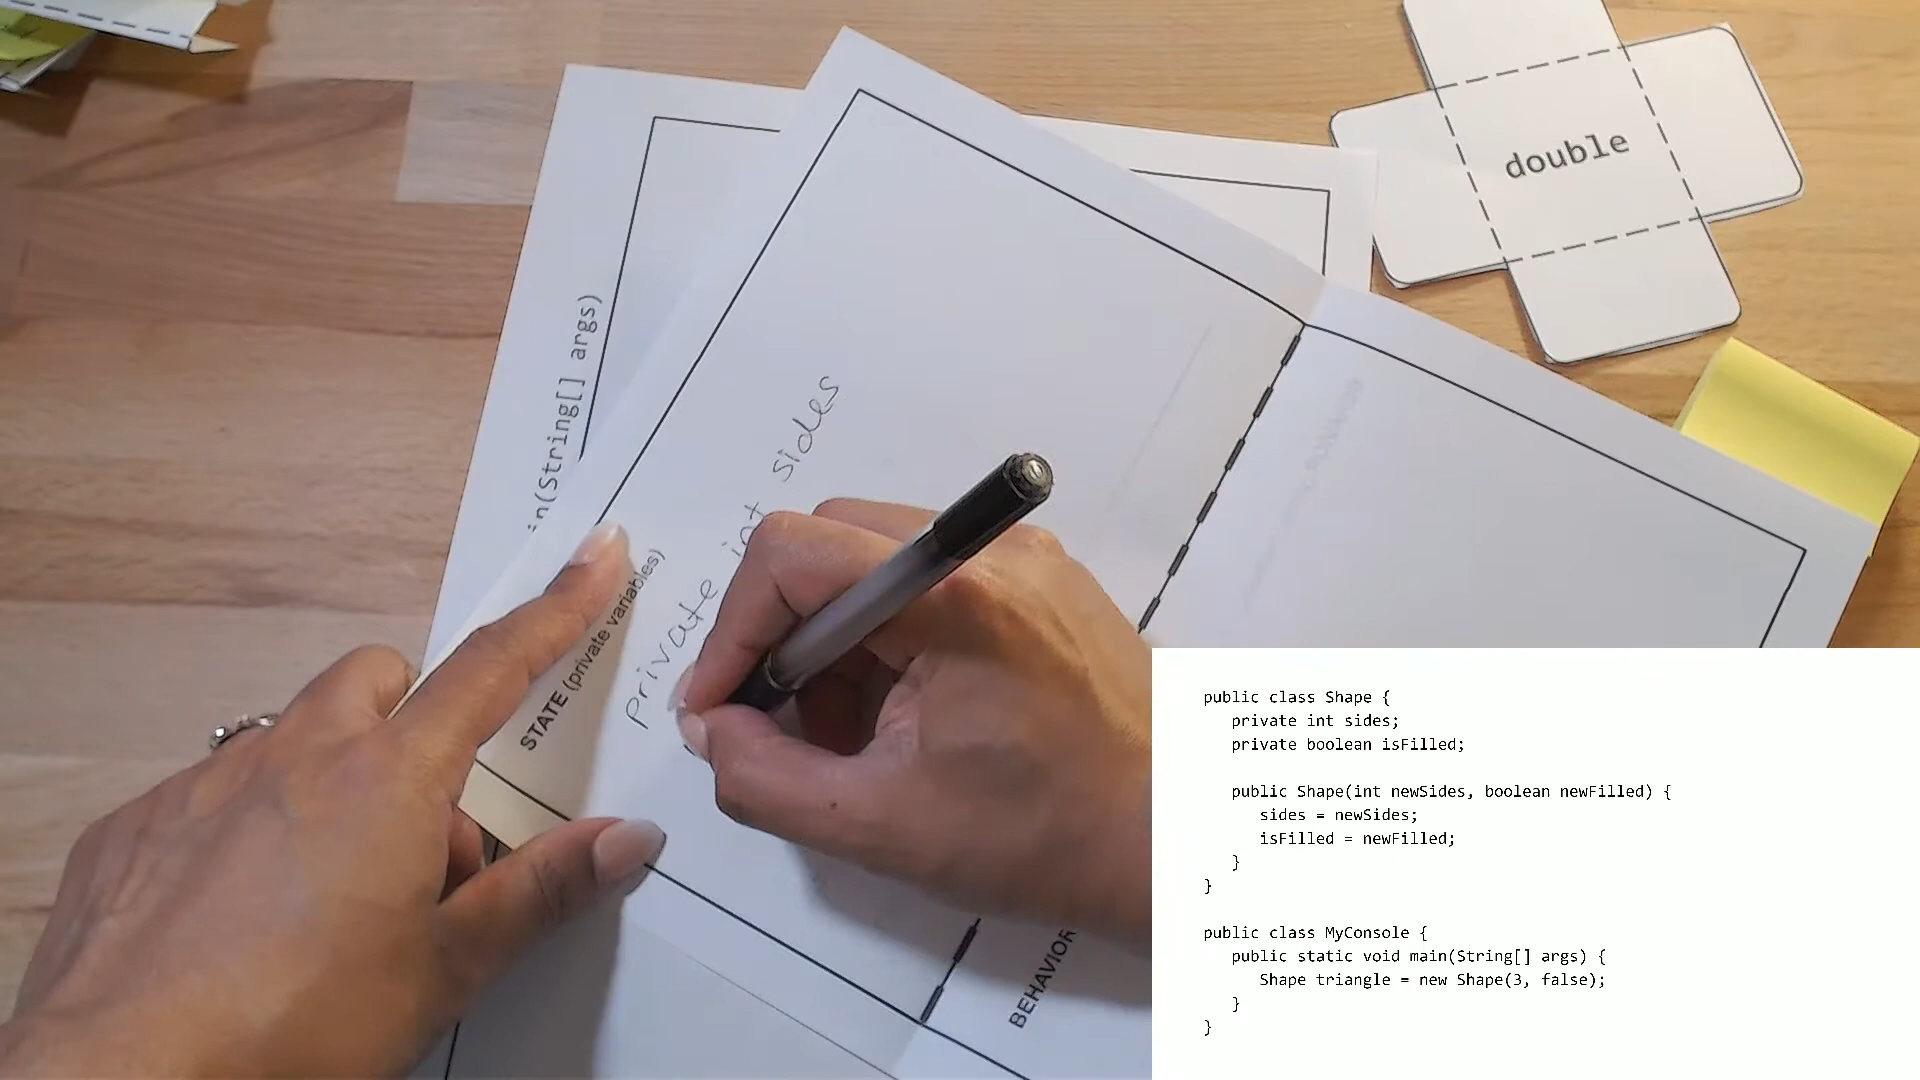 double
in(String[] args)
STATE (private variables)
private int sides
BEHAVIOR
public class Shape {
private int sides;
private boolean isFilled;
public Shape(int newSides, boolean newFilled) {
sides = newSides;
isFilled = newFilled;
}
}
public class MyConsole {
public static void main(String[] args) {
Shape triangle = new Shape(3, false);
}
}